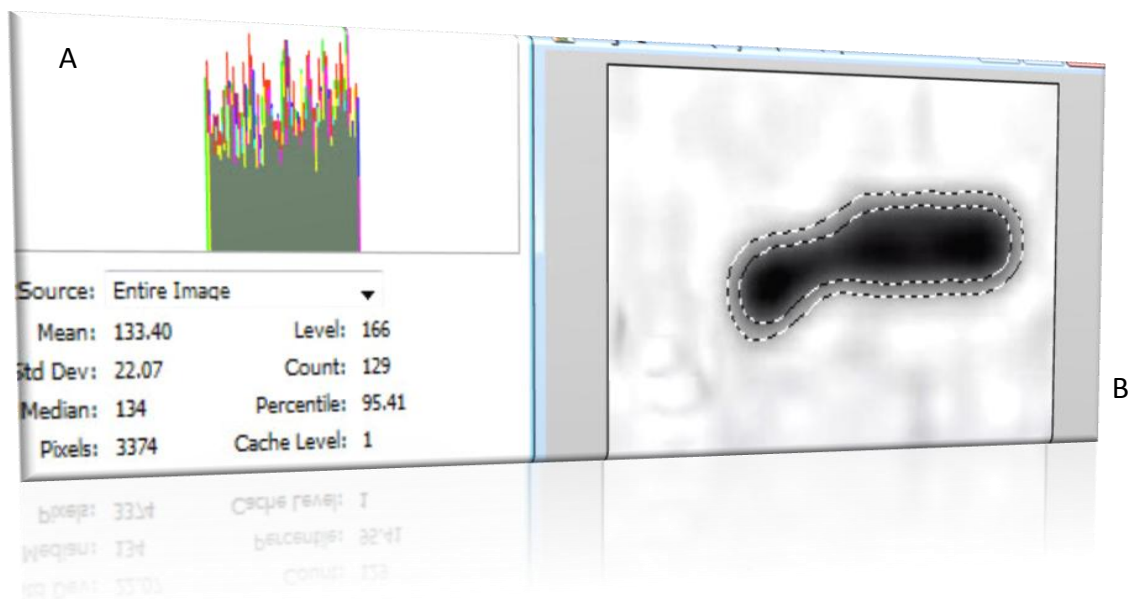 A
Source: Entire Image
Mean: 133.40 Level: 166
Std Dev: 22.07 Count: 129
Median: 134 Percentile: 95.41
Pixels: 3374 Cache Level: 1
B